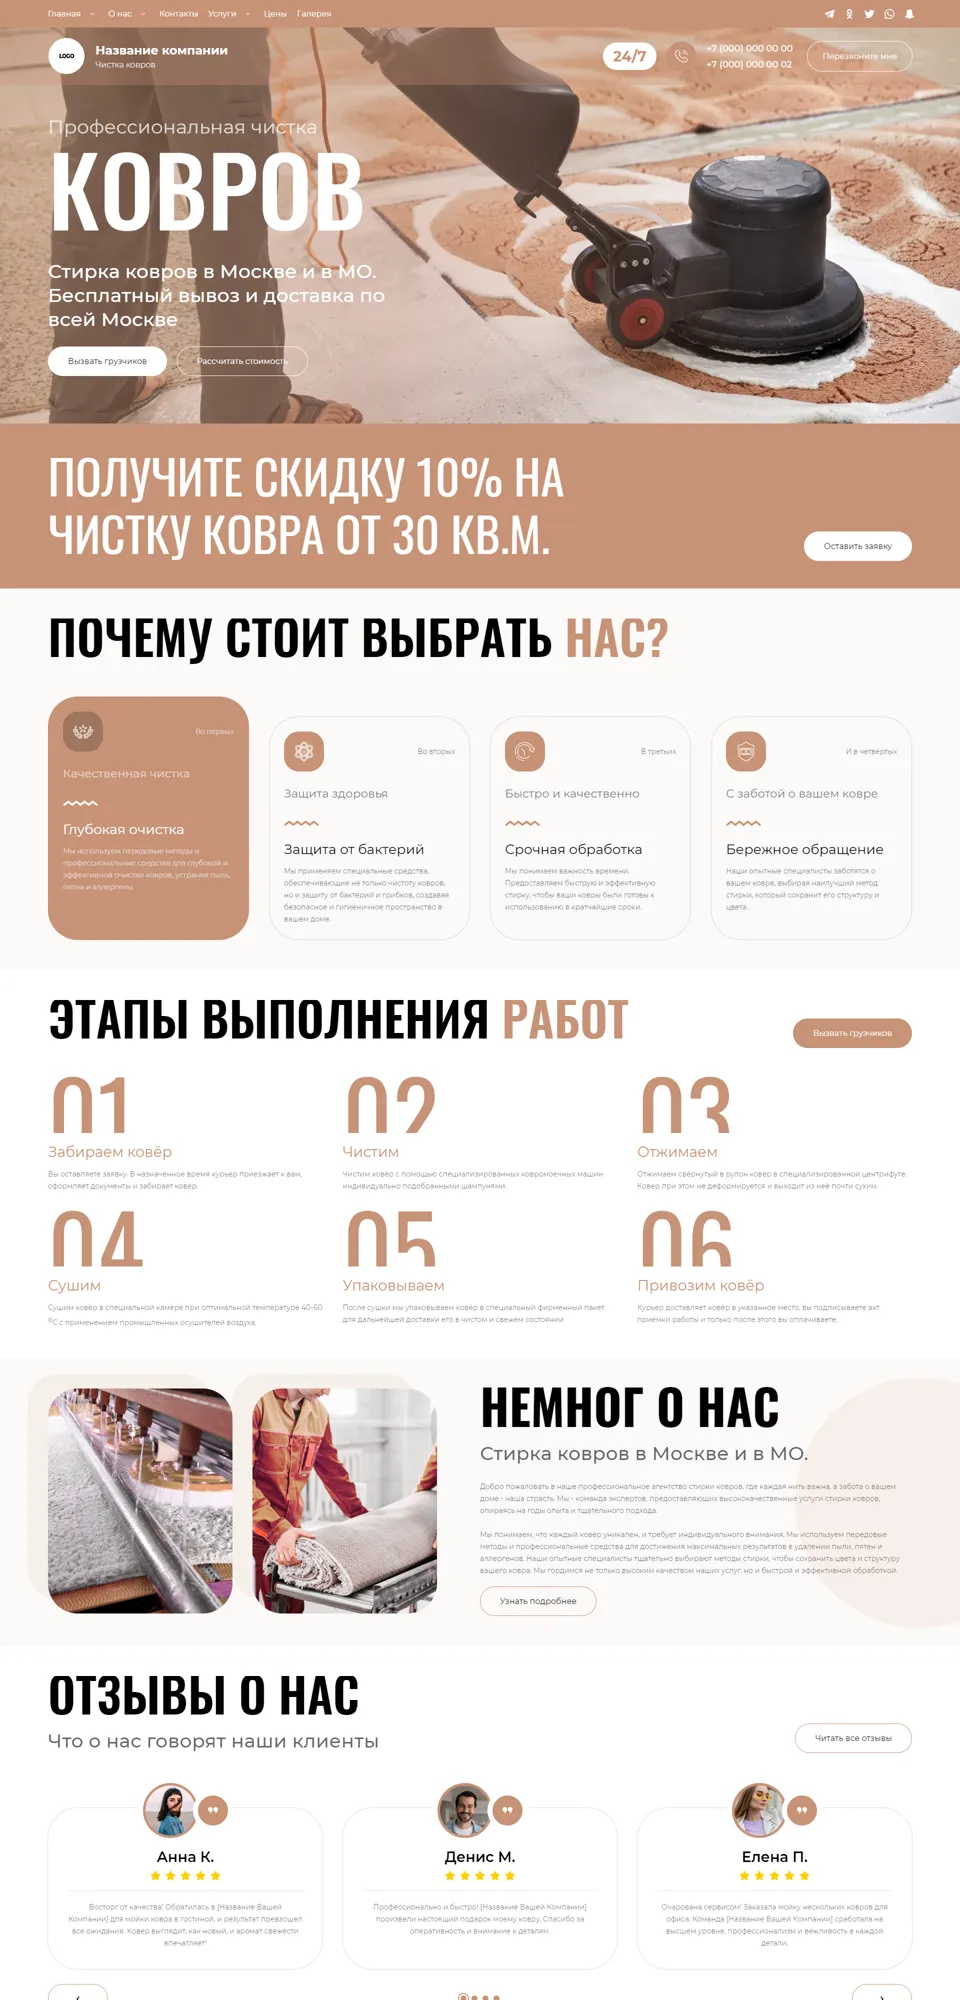 Главная О нас Контакты Услуги Цены Галерея
LOGO
Название компании
Чистка ковров
24/7
+7 (000) 000 00 00
+7 (000) 000 00 02
Перезвоните мне
Профессиональная чистка
КОВРОВ
Стирка ковров в Москве и в МО.
Бесплатный вывоз и доставка по
всей Москве
Вызвать грузчиков
Рассчитать стоимость
ПОЛУЧИТЕ СКИДКУ 10% НА
ЧИСТКУ КОВРА ОТ 30 КВ.М.
Оставить заявку
ПОЧЕМУ СТОИТ ВЫБРАТЬ НАС?
Во первых
Качественная чистка
Глубокая очистка
Мы используем передовые методы и
профессиональные средства для глубокой и
эффективной очистки ковров, устраняя пыль,
пятна и аллергены.
Во вторых
Защита здоровья
Защита от бактерий
Мы применяем специальные средства,
обеспечивающие не только чистоту ковров,
но и защиту от бактерий и грибков, создавая
безопасное и гигиеничное пространство в
вашем доме.
В третьих
Быстро и качественно
Срочная обработка
Мы понимаем важность времени.
Предоставляем быструю и эффективную
стирку, чтобы ваши ковры были готовы к
использованию в кратчайшие сроки.
И в четвёртых
С заботой о вашем ковре
Бережное обращение
Наши опытные специалисты заботятся о
вашем ковре, выбирая наилучший метод
стирки, который сохранит его структуру и
цвета.
ЭТАПЫ ВЫПОЛНЕНИЯ РАБОТ
Вызвать грузчиков
01
Забираем ковёр
Вы оставляете заявку. В назначенное время курьер приезжает к вам,
оформляет документы и забирает ковёр.
02
Чистим
Чистим ковёр с помощью специализированных ковромоечных машин
индивидуально подобранными шампунями.
03
Отжимаем
Отжимаем свёрнутый в рулон ковер в специализированной центрифуге.
Ковер при этом не деформируется и выходит из неё почти сухим.
04
Сушим
Сушим ковёр в специальной камере при оптимальной температуре 40-60
ºС с применением промышленных осушителей воздуха.
05
Упаковываем
После сушки мы упаковываем ковёр в специальный фирменный пакет
для дальнейшей доставки его в чистом и свежем состоянии
06
Привозим ковёр
Курьер доставляет ковёр в указанное место, вы подписываете акт
приёмки работы и только после этого вы оплачиваете.
НЕМНОГ О НАС
Стирка ковров в Москве и в МО.
Добро пожаловать в наше профессиональное агентство стирки ковров, где каждая нить важна, а забота о вашем
доме - наша страсть. Мы - команда экспертов, предоставляющих высококачественные услуги стирки ковров,
опираясь на годы опыта и тщательного подхода.
Мы понимаем, что каждый ковер уникален, и требует индивидуального внимания. Мы используем передовые
методы и профессиональные средства для достижения максимальных результатов в удалении пыли, пятен и
аллергенов. Наши опытные специалисты тщательно выбирают методы стирки, чтобы сохранить цвета и структуру
вашего ковра. Мы гордимся не только высоким качеством наших услуг, но и быстрой и эффективной обработкой.
Узнать подробнее
ОТЗЫВЫ О НАС
Что о нас говорят наши клиенты
Читать все отзывы
Анна К.
Восторг от качества! Обратилась в [Название Вашей
Компании] для мойки ковра в гостиной, и результат превзошел
все ожидания. Ковер выглядит, как новый, и аромат свежести
впечатляет!
Денис М.
Профессионально и быстро! [Название Вашей Компании]
произвели настоящий подарок моему ковру. Спасибо за
оперативность и внимание к деталям.
Елена П.
Очарована сервисом! Заказала мойку нескольких ковров для
офиса. Команда [Название Вашей Компании] сработала на
высшем уровне, профессионализм и вежливость в каждой
детали.